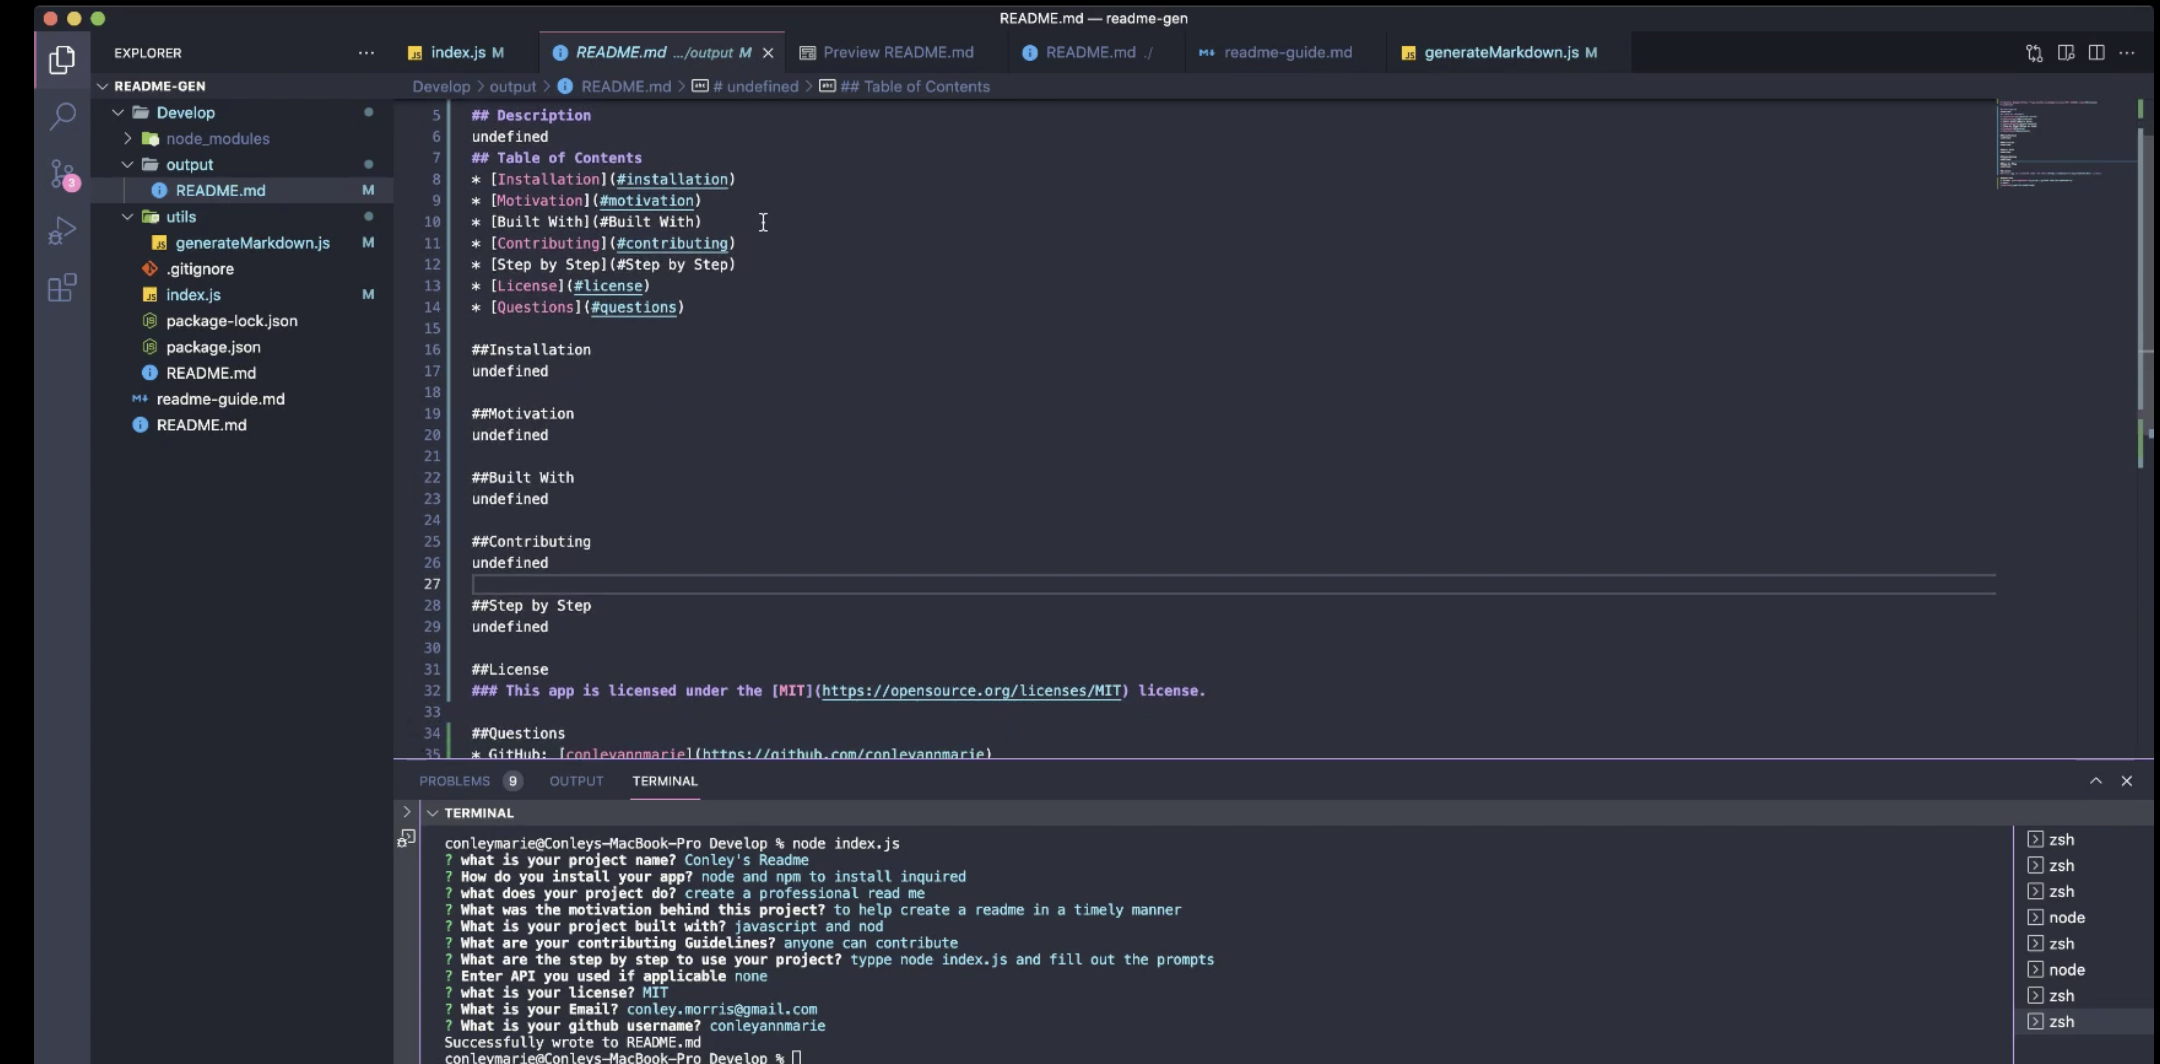 README.md — readme-gen
EXPLORER ···
index.js M
README.md .../output M
Preview README.md
README.md ./
readme-guide.md
generateMarkdown.js M
README-GEN
Develop > output > README.md > # undefined > ## Table of Contents
Develop
node_modules
output
README.md M
utils
generateMarkdown.js M
.gitignore
index.js M
package-lock.json
package.json
README.md
readme-guide.md
README.md
3
5 ## Description
6 undefined
7 ## Table of Contents
8 * [Installation](#installation)
9 * [Motivation](#motivation)
10 * [Built With](#Built With)
11 * [Contributing](#contributing)
12 * [Step by Step](#Step by Step)
13 * [License](#license)
14 * [Questions](#questions)
15
16 ##Installation
17 undefined
18
19 ##Motivation
20 undefined
21
22 ##Built With
23 undefined
24
25 ##Contributing
26 undefined
27
28 ##Step by Step
29 undefined
30
31 ##License
32 ### This app is licensed under the [MIT](https://opensource.org/licenses/MIT) license.
33
34 ##Questions
35 * GitHub: [conleyannmarie](https://github.com/conleyannmarie)
PROBLEMS 9 OUTPUT TERMINAL
TERMINAL
conleymarie@Conleys-MacBook-Pro Develop % node index.js
? what is your project name? Conley's Readme
? How do you install your app? node and npm to install inquired
? what does your project do? create a professional read me
? What was the motivation behind this project? to help create a readme in a timely manner
? What is your project built with? javascript and nod
? What are your contributing Guidelines? anyone can contribute
? What are the step by step to use your project? typpe node index.js and fill out the prompts
? Enter API you used if applicable none
? what is your license? MIT
? What is your Email? conley.morris@gmail.com
? What is your github username? conleyannmarie
Successfully wrote to README.md
conleymarie@Conleys-MacBook-Pro Develop %
zsh
zsh
zsh
node
zsh
node
zsh
zsh